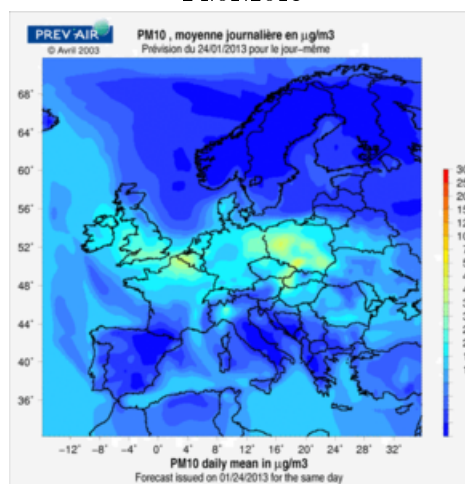 PREV'AIR
© Avril 2003
PM10 , moyenne journalière en µg/m3
Prévision du 24/01/2013 pour le jour-même
68°
64°
60°
56°
52°
48°
44°
40°
36°
−12° −8° −4° 0° 4° 8° 12° 16° 20° 24° 28° 32°
PM10 daily mean in µg/m3
Forecast issued on 01/24/2013 for the same day